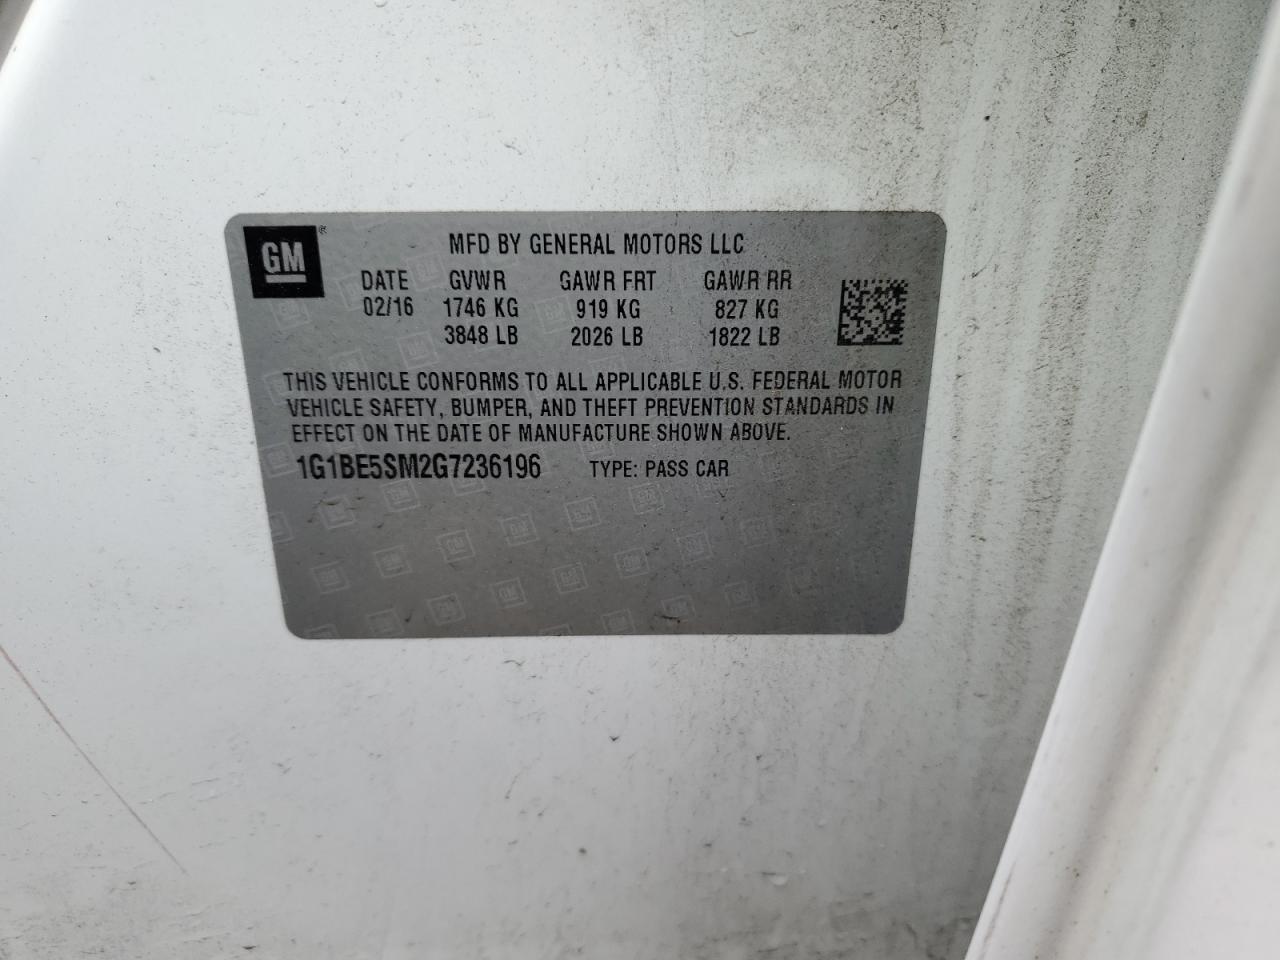 GM ®
MFD BY GENERAL MOTORS LLC
DATE GVWR GAWR FRT GAWR RR
02/16 1746 KG 919 KG 827 KG
3848 LB 2026 LB 1822 LB
THIS VEHICLE CONFORMS TO ALL APPLICABLE U.S. FEDERAL MOTOR
VEHICLE SAFETY, BUMPER, AND THEFT PREVENTION STANDARDS IN
EFFECT ON THE DATE OF MANUFACTURE SHOWN ABOVE.
1G1BE5SM2G7236196 TYPE: PASS CAR